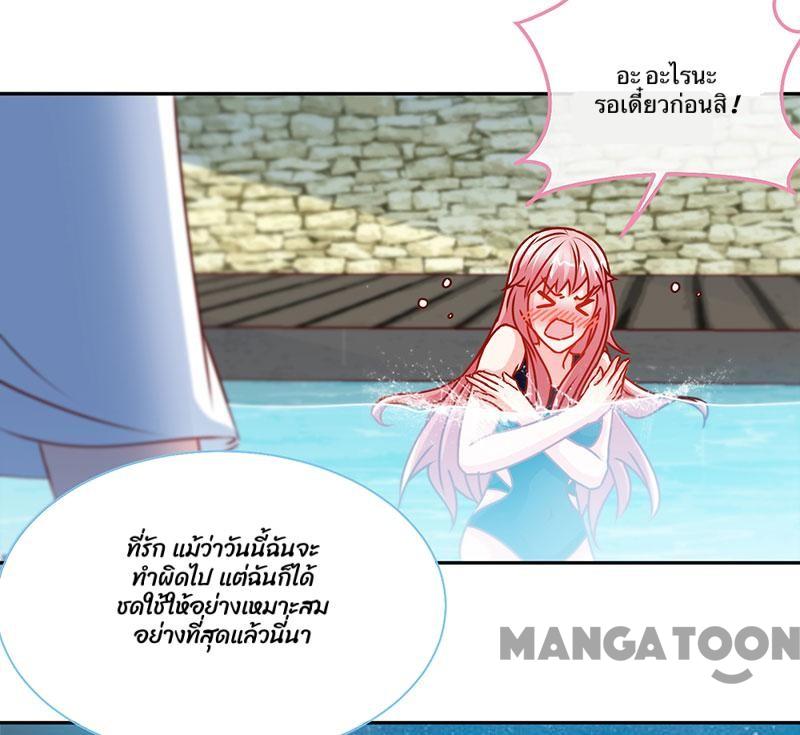 อะ อะไรนะ
รอเดี๋ยวก่อนสิ!
ที่รัก แม้ว่าวันนี้ฉันจะ
ทำผิดไป แต่ฉันก็ได้
ชดใช้ให้อย่างเหมาะสม
อย่างที่สุดแล้วนี่นา
MANGATOON